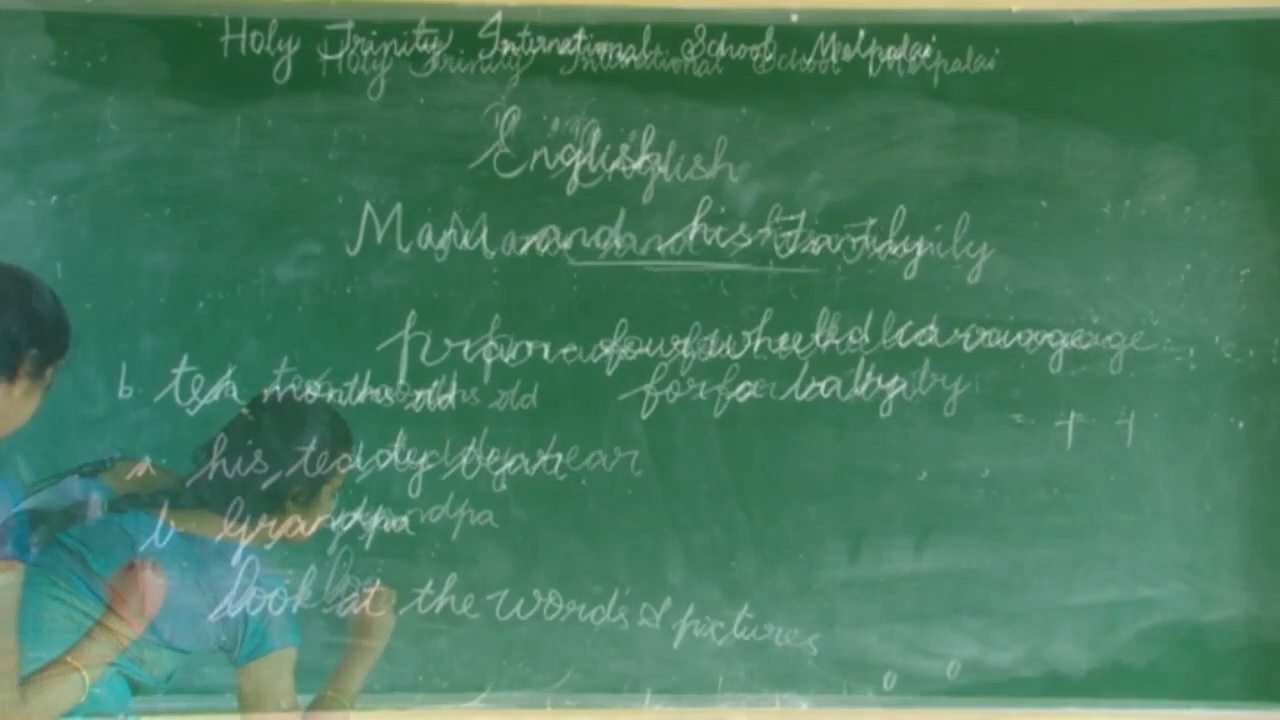 Holy Trinity International School Melpalai
English
Manu and his Family
pram - four wheeled carriage
b. ten months old for a baby
a. his teddy bear
b. Grandpa
look at the words & pictures